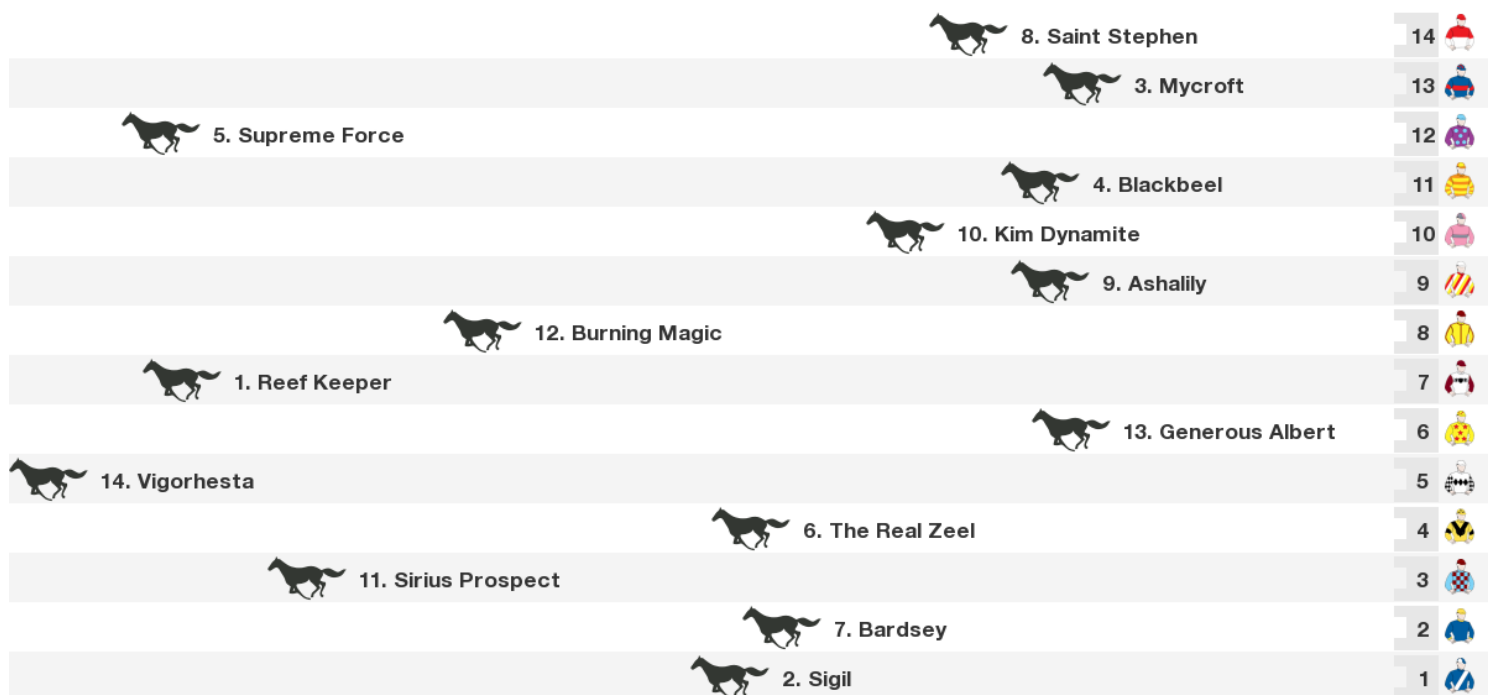 8. Saint Stephen 14
3. Mycroft 13
5. Supreme Force 12
4. Blackbeel 11
10. Kim Dynamite 10
9. Ashalily 9
12. Burning Magic 8
1. Reef Keeper 7
13. Generous Albert 6
14. Vigorhesta 5
6. The Real Zeel 4
11. Sirius Prospect 3
7. Bardsey 2
2. Sigil 1